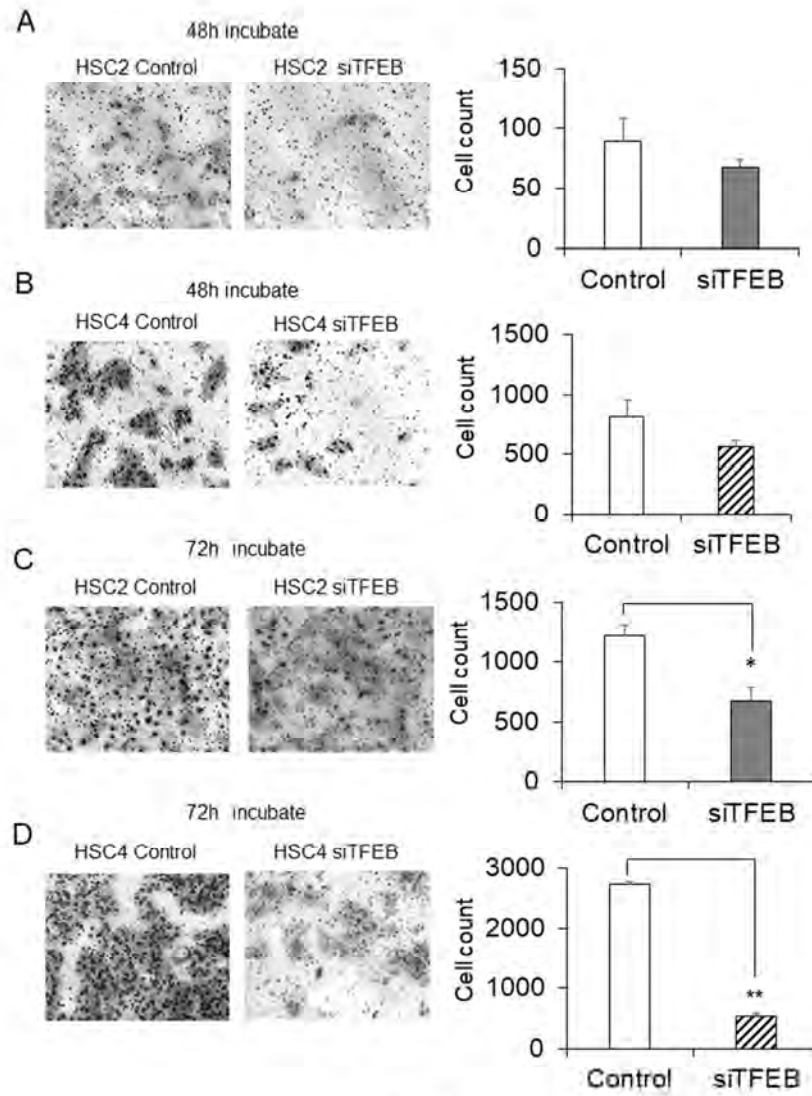 A
48h incubate
HSC2 Control HSC2 siTFEB
Cell count
150
100
50
0
Control siTFEB
B
48h incubate
HSC4 Control HSC4 siTFEB
Cell count
1500
1000
500
0
Control siTFEB
C
72h incubate
HSC2 Control HSC2 siTFEB
Cell count
1500
1000
500
0
*
Control siTFEB
D
72h incubate
HSC4 Control HSC4 siTFEB
Cell count
3000
2000
1000
0
**
Control siTFEB